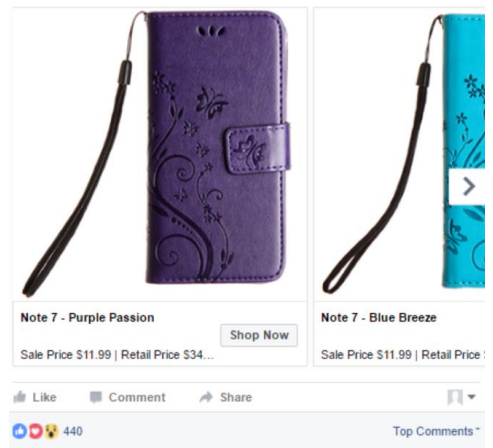 Note 7 - Purple Passion
Shop Now
Sale Price $11.99 | Retail Price $34...
Note 7 - Blue Breeze
Sale Price $11.99 | Retail Price
Like Comment Share
440
Top Comments